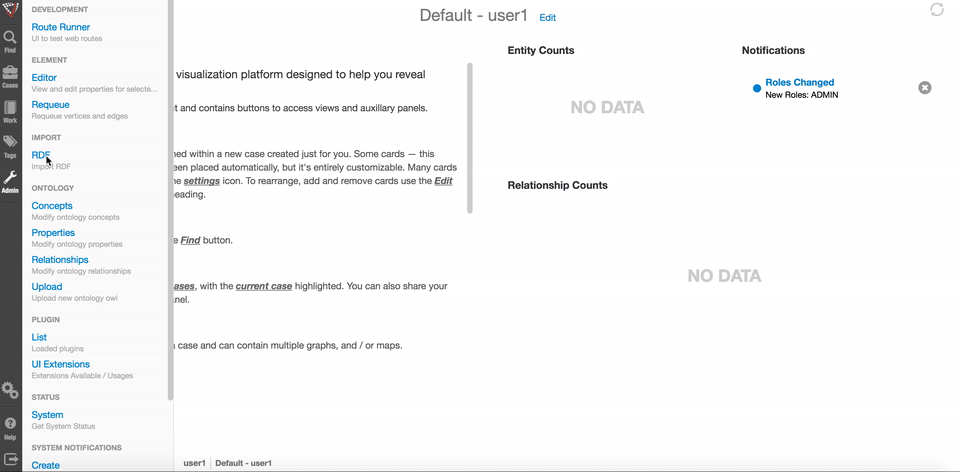 Find
Cases
Work
Tags
Admin
Help
DEVELOPMENT
Route Runner
UI to test web routes
ELEMENT
Editor
View and edit properties for selecte...
Requeue
Requeue vertices and edges
IMPORT
RDF
Import RDF
ONTOLOGY
Concepts
Modify ontology concepts
Properties
Modify ontology properties
Relationships
Modify ontology relationships
Upload
Upload new ontology owl
PLUGIN
List
Loaded plugins
UI Extensions
Extensions Available / Usages
STATUS
System
Get System Status
SYSTEM NOTIFICATIONS
Create
Default - user1 Edit
visualization platform designed to help you reveal
t and contains buttons to access views and auxillary panels.
ned within a new case created just for you. Some cards — this
een placed automatically, but it's entirely customizable. Many cards
e settings icon. To rearrange, add and remove cards use the Edit
eading.
e Find button.
ases, with the current case highlighted. You can also share your
nel.
a case and can contain multiple graphs, and / or maps.
Entity Counts
NO DATA
Relationship Counts
NO DATA
Notifications
Roles Changed
New Roles: ADMIN
user1 Default - user1